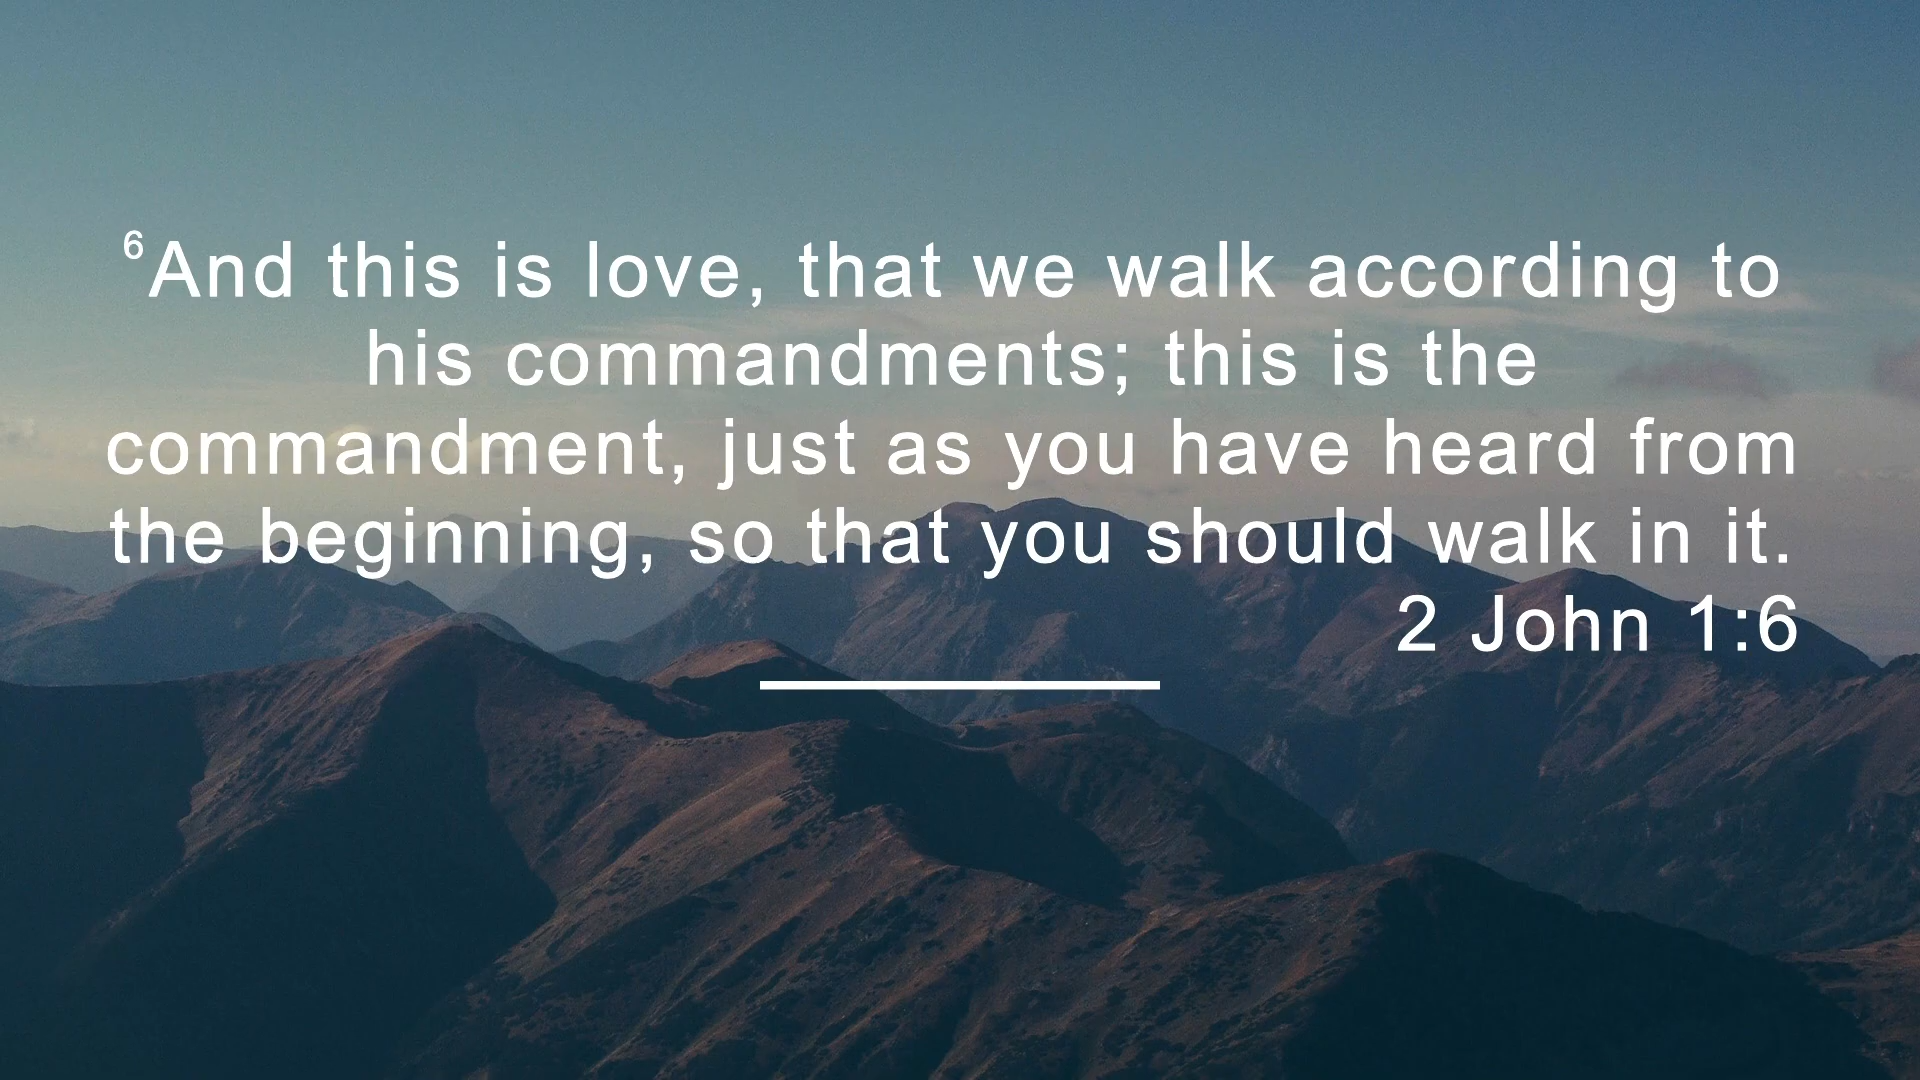 ⁶And this is love, that we walk according to
his commandments; this is the
commandment, just as you have heard from
the beginning, so that you should walk in it.
2 John 1:6